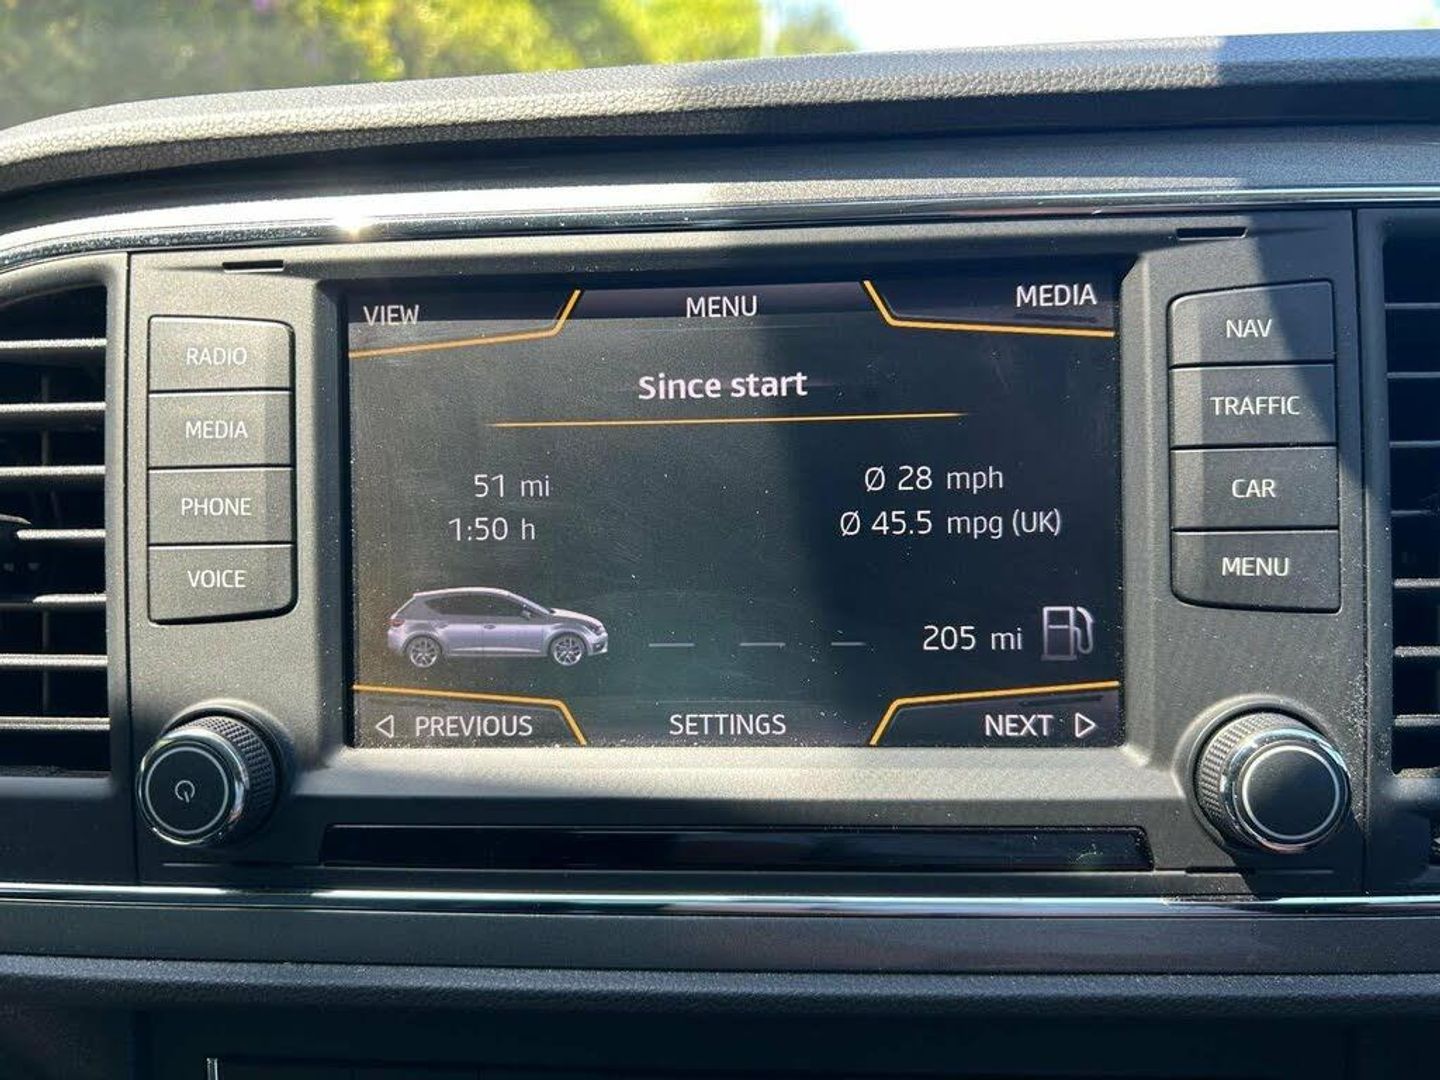 VIEW
MENU
MEDIA
RADIO
MEDIA
PHONE
VOICE
Since start
51 mi
1:50 h
Ø 28 mph
Ø 45.5 mpg (UK)
205 mi
PREVIOUS
SETTINGS
NEXT
NAV
TRAFFIC
CAR
MENU